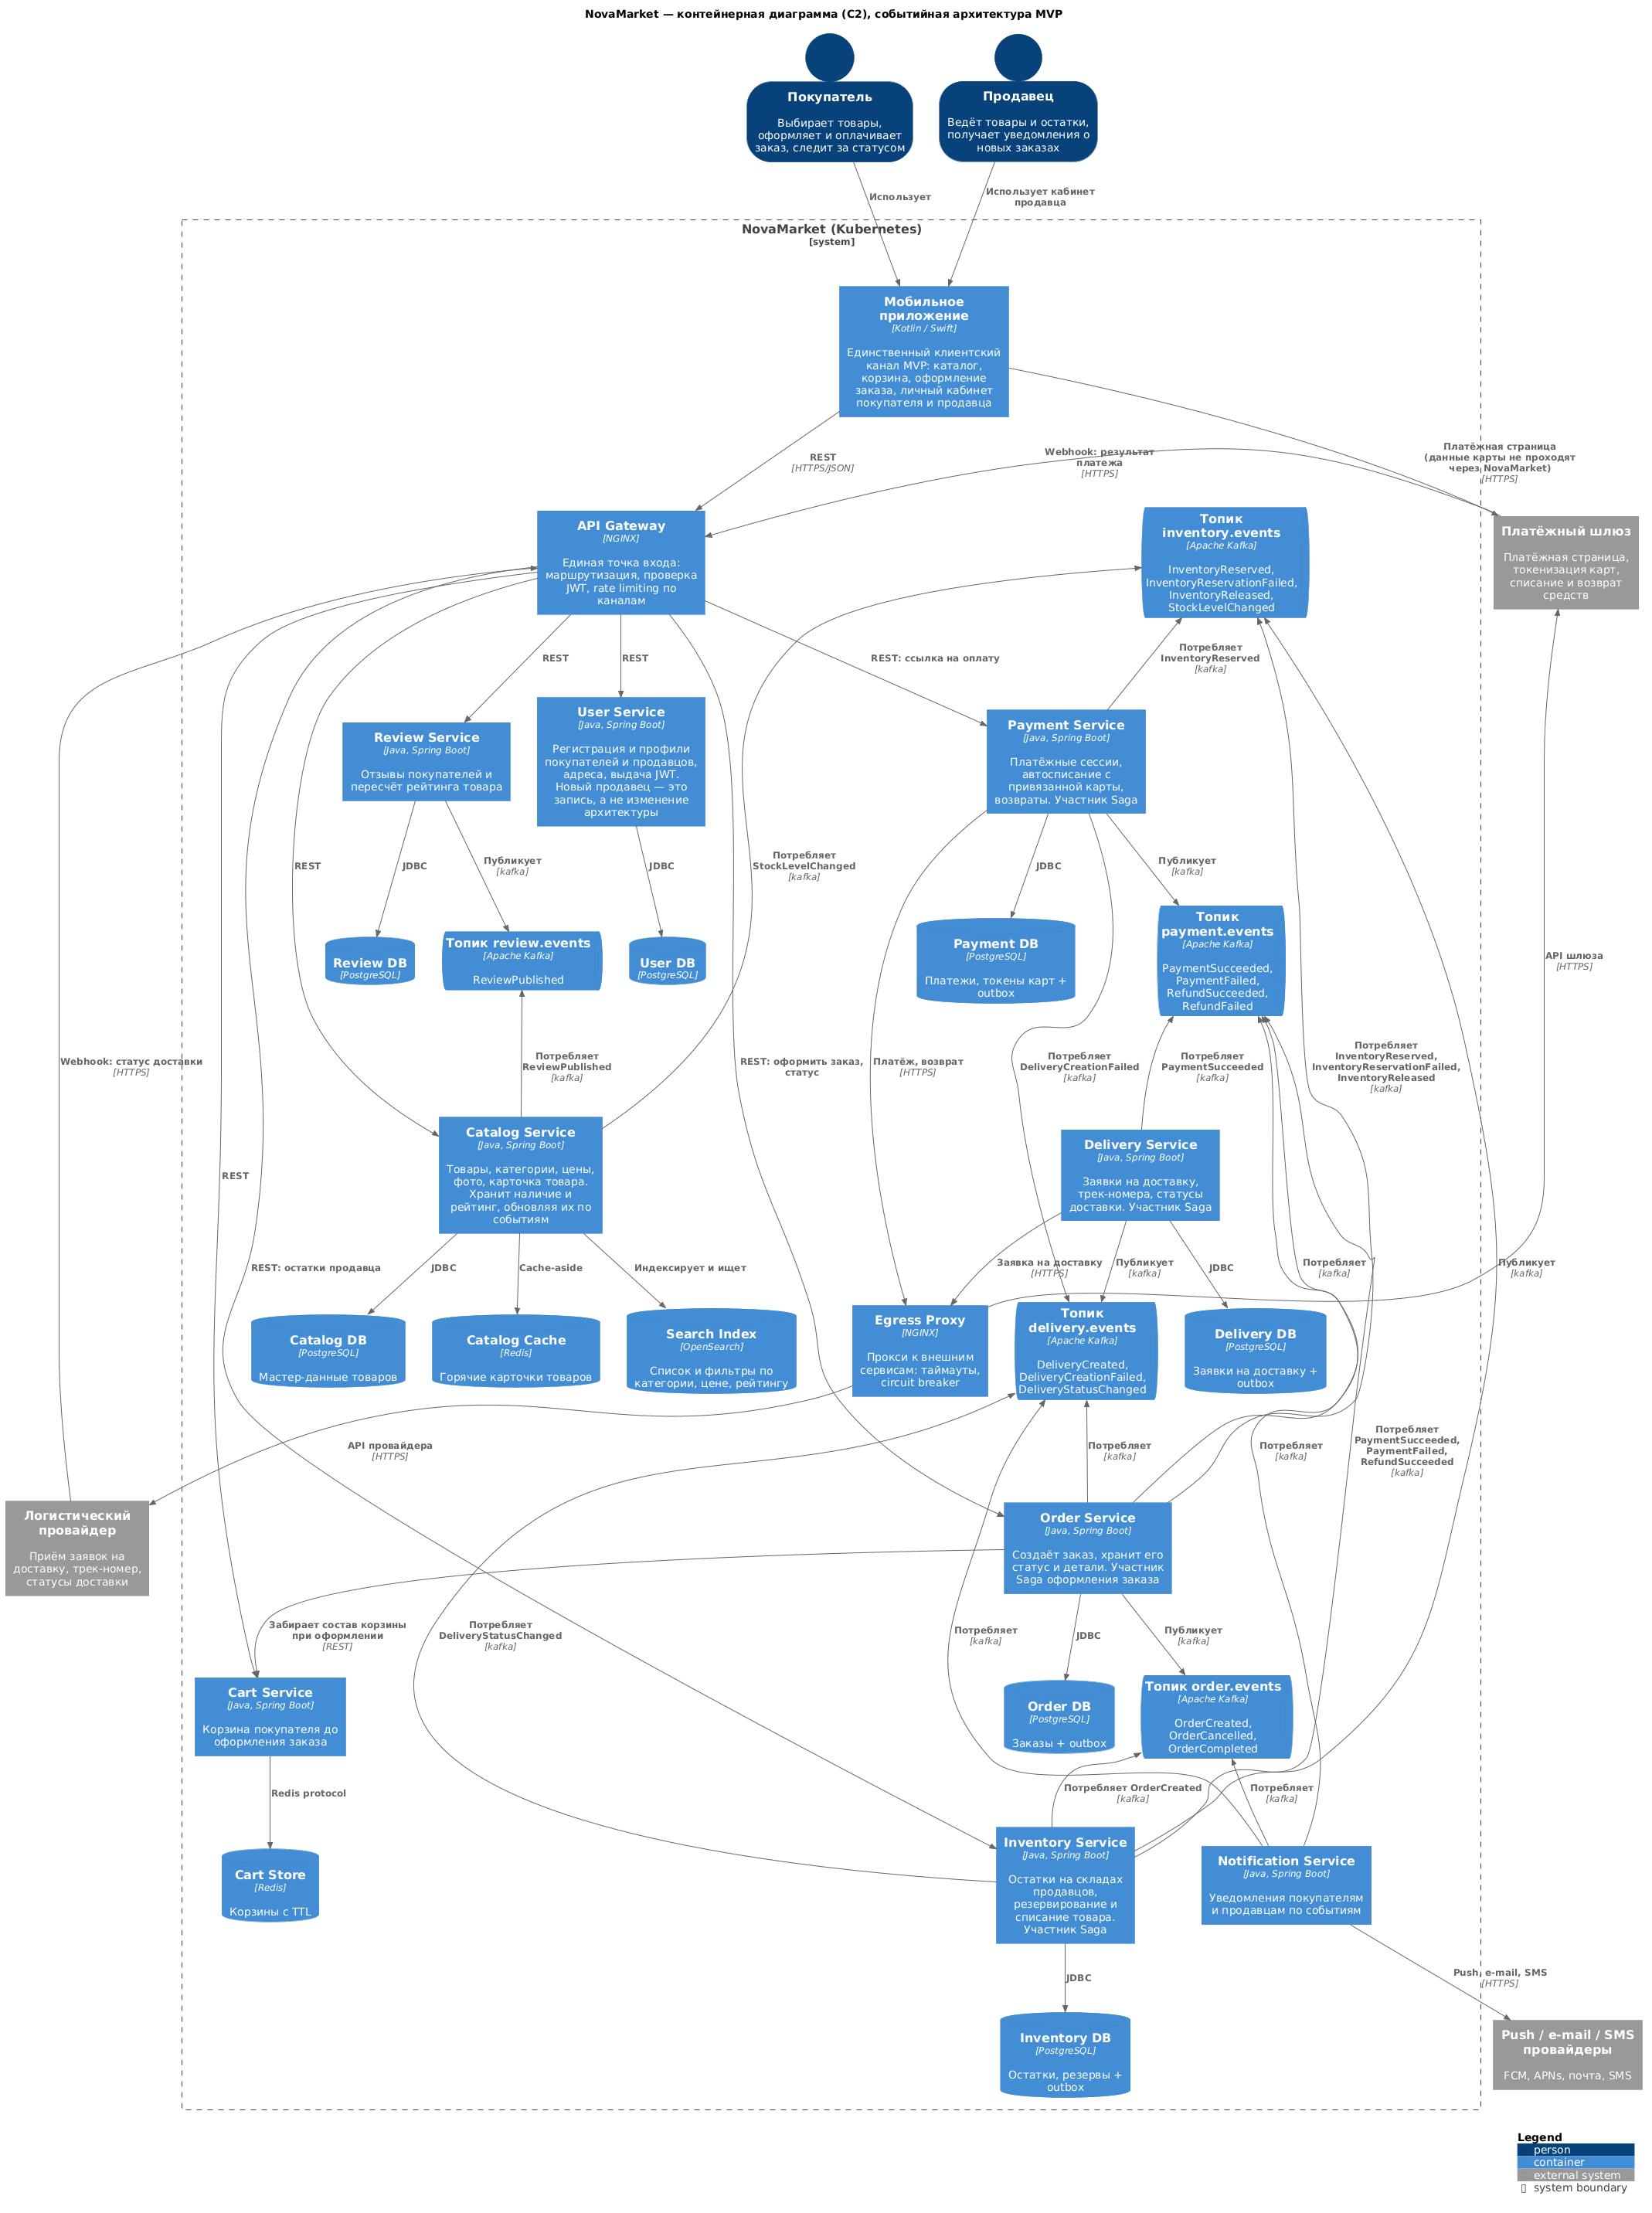 NovaMarket — контейнерная диаграмма (C2), событийная архитектура MVP
Покупатель
Выбирает товары,
оформляет и оплачивает
заказ, следит за статусом
Продавец
Ведёт товары и остатки,
получает уведомления о
новых заказах
Использует
Использует кабинет
продавца
NovaMarket (Kubernetes)
[system]
Мобильное
приложение
[Kotlin / Swift]
Единственный клиентский
канал MVP: каталог,
корзина, оформление
заказа, личный кабинет
покупателя и продавца
REST
[HTTPS/JSON]
Webhook: результат
платежа
[HTTPS]
Платёжная страница
(данные карты не проходят
через NovaMarket)
[HTTPS]
API Gateway
[NGINX]
Единая точка входа:
маршрутизация, проверка
JWT, rate limiting по
каналам
Топик
inventory.events
[Apache Kafka]
InventoryReserved,
InventoryReservationFailed,
InventoryReleased,
StockLevelChanged
Платёжный шлюз
Платёжная страница,
токенизация карт,
списание и возврат
средств
REST
REST
REST: ссылка на оплату
Потребляет
InventoryReserved
[kafka]
Review Service
[Java, Spring Boot]
Отзывы покупателей и
пересчёт рейтинга товара
User Service
[Java, Spring Boot]
Регистрация и профили
покупателей и продавцов,
адреса, выдача JWT.
Новый продавец — это
запись, а не изменение
архитектуры
Payment Service
[Java, Spring Boot]
Платёжные сессии,
автосписание с
привязанной карты,
возвраты. Участник Saga
REST
JDBC
Публикует
[kafka]
JDBC
Потребляет
StockLevelChanged
[kafka]
JDBC
Публикует
[kafka]
Review DB
[PostgreSQL]
Топик review.events
[Apache Kafka]
ReviewPublished
User DB
[PostgreSQL]
Payment DB
[PostgreSQL]
Платежи, токены карт +
outbox
Топик
payment.events
[Apache Kafka]
PaymentSucceeded,
PaymentFailed,
RefundSucceeded,
RefundFailed
API шлюза
[HTTPS]
Webhook: статус доставки
[HTTPS]
Потребляет
ReviewPublished
[kafka]
REST: оформить заказ,
статус
Платёж, возврат
[HTTPS]
Потребляет
DeliveryCreationFailed
[kafka]
Потребляет
PaymentSucceeded
[kafka]
Потребляет
InventoryReserved,
InventoryReservationFailed,
InventoryReleased
[kafka]
REST
Catalog Service
[Java, Spring Boot]
Товары, категории, цены,
фото, карточка товара.
Хранит наличие и
рейтинг, обновляя их по
событиям
Delivery Service
[Java, Spring Boot]
Заявки на доставку,
трек-номера, статусы
доставки. Участник Saga
REST: остатки продавца
JDBC
Cache-aside
Индексирует и ищет
Заявка на доставку
[HTTPS]
Публикует
[kafka]
JDBC
Потребляет
[kafka]
Публикует
[kafka]
Catalog DB
[PostgreSQL]
Мастер-данные товаров
Catalog Cache
[Redis]
Горячие карточки товаров
Search Index
[OpenSearch]
Список и фильтры по
категории, цене, рейтингу
Egress Proxy
[NGINX]
Прокси к внешним
сервисам: таймауты,
circuit breaker
Топик
delivery.events
[Apache Kafka]
DeliveryCreated,
DeliveryCreationFailed,
DeliveryStatusChanged
Delivery DB
[PostgreSQL]
Заявки на доставку +
outbox
API провайдера
[HTTPS]
Потребляет
[kafka]
Потребляет
[kafka]
Потребляет
PaymentSucceeded,
PaymentFailed,
RefundSucceeded
[kafka]
Логистический
провайдер
Приём заявок на
доставку, трек-номер,
статусы доставки
Order Service
[Java, Spring Boot]
Создаёт заказ, хранит его
статус и детали. Участник
Saga оформления заказа
Забирает состав корзины
при оформлении
[REST]
Потребляет
DeliveryStatusChanged
[kafka]
Потребляет
[kafka]
JDBC
Публикует
[kafka]
Cart Service
[Java, Spring Boot]
Корзина покупателя до
оформления заказа
Order DB
[PostgreSQL]
Заказы + outbox
Топик order.events
[Apache Kafka]
OrderCreated,
OrderCancelled,
OrderCompleted
Redis protocol
Потребляет OrderCreated
[kafka]
Потребляет
[kafka]
Cart Store
[Redis]
Корзины с TTL
Inventory Service
[Java, Spring Boot]
Остатки на складах
продавцов,
резервирование и
списание товара.
Участник Saga
Notification Service
[Java, Spring Boot]
Уведомления покупателям
и продавцам по событиям
JDBC
Push, e-mail, SMS
[HTTPS]
Inventory DB
[PostgreSQL]
Остатки, резервы +
outbox
Push / e-mail / SMS
провайдеры
FCM, APNs, почта, SMS
Legend
person
container
external system
system boundary